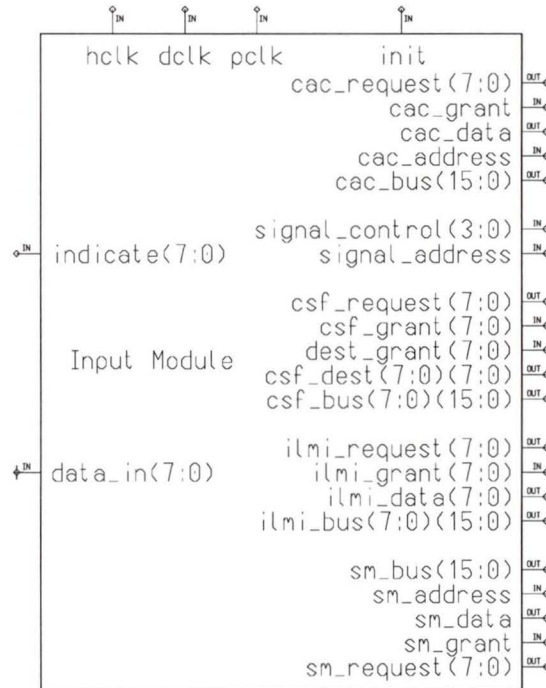 IN IN IN IN
hclk dclk pclk init
cac_request(7:0) OUT
cac_grant IN
cac_data OUT
cac_address IN
cac_bus(15:0) OUT
signal_control(3:0) IN
IN indicate(7:0) signal_address IN
csf_request(7:0) OUT
csf_grant(7:0) IN
Input Module dest_grant(7:0) IN
csf_dest(7:0)(7:0) OUT
csf_bus(7:0)(15:0) OUT
ilmi_request(7:0) OUT
IN data_in(7:0) ilmi_grant(7:0) IN
ilmi_data(7:0) OUT
ilmi_bus(7:0)(15:0) OUT
sm_bus(15:0) OUT
sm_address IN
sm_data OUT
sm_grant IN
sm_request(7:0) OUT